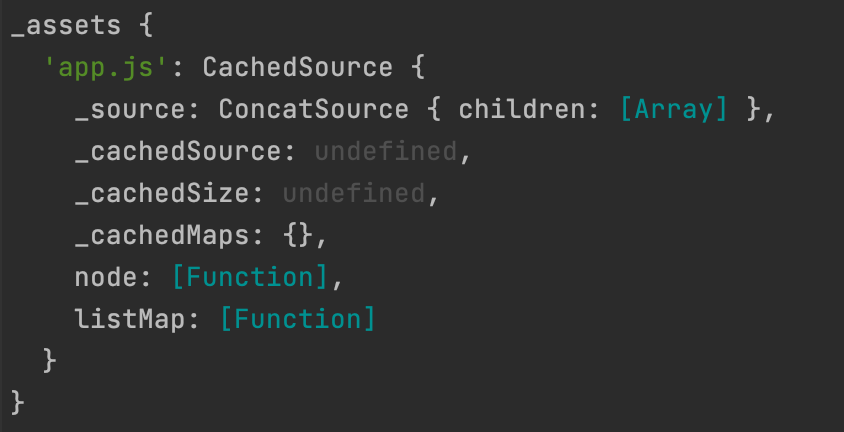 _assets {
  'app.js': CachedSource {
    _source: ConcatSource { children: [Array] },
    _cachedSource: undefined,
    _cachedSize: undefined,
    _cachedMaps: {},
    node: [Function],
    listMap: [Function]
  }
}